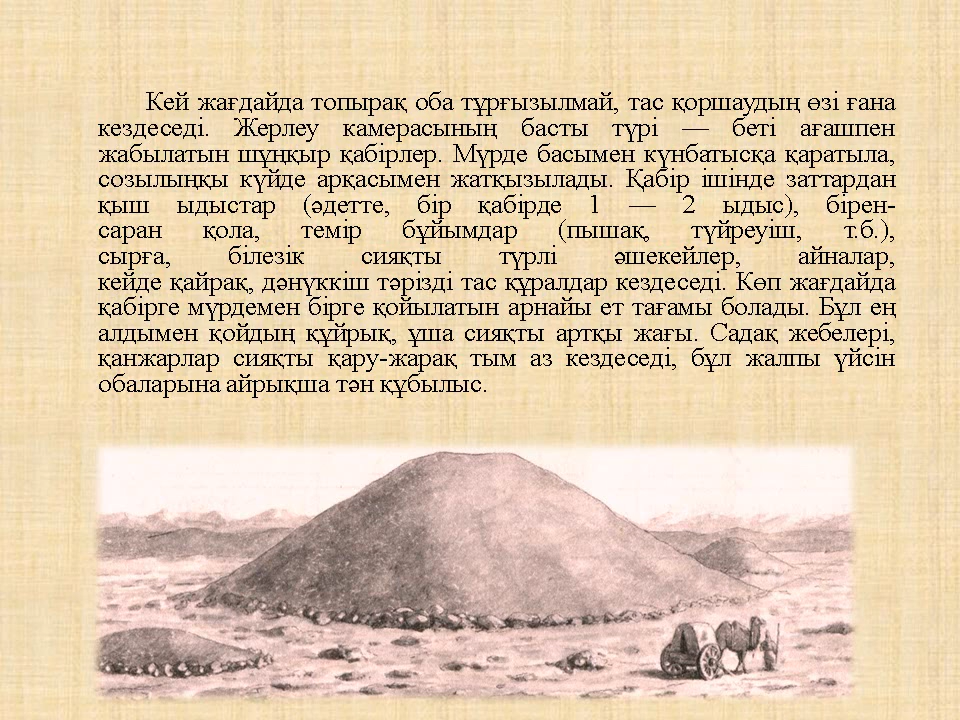 Кей жағдайда топырақ оба тұрғызылмай, тас қоршаудың өзі ғана
кездеседі. Жерлеу камерасының басты түрі — беті ағашпен
жабылатын шұңқыр қабірлер. Мүрде басымен күнбатысқа қаратыла,
созылыңқы күйде арқасымен жатқызылады. Қабір ішінде заттардан
қыш ыдыстар (әдетте, бір қабірде 1 — 2 ыдыс), бірен-
саран қола, темір бұйымдар (пышақ, түйреуіш, т.б.),
сырға, білезік сияқты түрлі әшекейлер, айналар,
кейде қайрақ, дәнүккіш тәрізді тас құралдар кездеседі. Көп жағдайда
қабірге мүрдемен бірге қойылатын арнайы ет тағамы болады. Бұл ең
алдымен қойдың құйрық, ұша сияқты артқы жағы. Садақ жебелері,
қанжарлар сияқты қару-жарақ тым аз кездеседі, бұл жалпы үйсін
обаларына айрықша тән құбылыс.